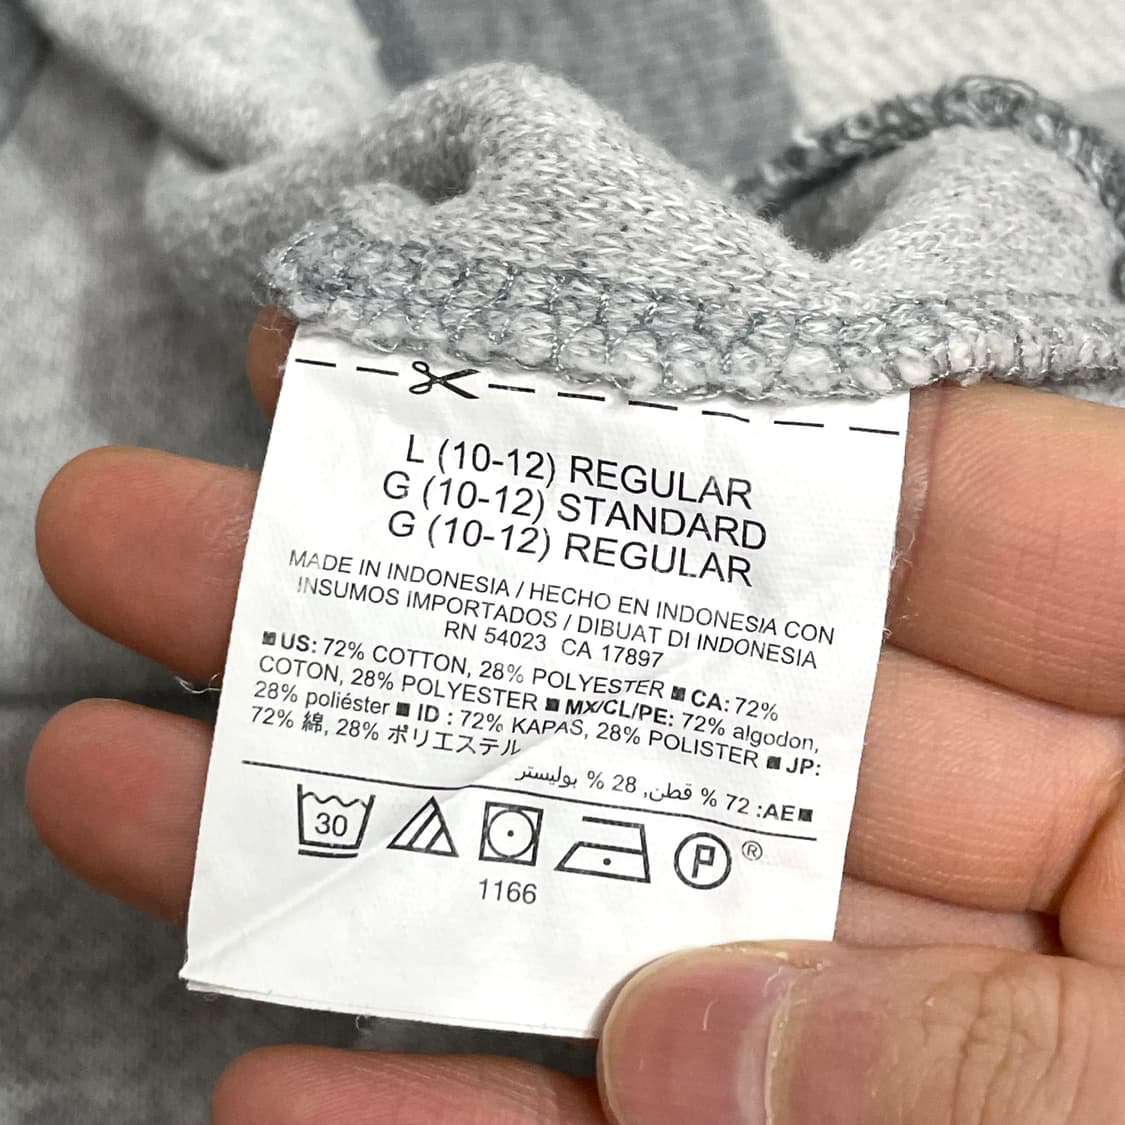 L (10-12) REGULAR
G (10-12) STANDARD
G (10-12) REGULAR
MADE IN INDONESIA / HECHO EN INDONESIA CON
INSUMOS IMPORTADOS / DIBUAT DI INDONESIA
RN 54023 CA 17897
■ US: 72% COTTON, 28% POLYESTER ■ CA: 72%
COTON, 28% POLYESTER ■ MX/CL/PE: 72% algodon,
28% poliéster ■ ID : 72% KAPAS, 28% POLISTER ■ JP:
72% 綿, 28% ポリエステル
■AE: 72 % قطن, 28 % بوليستر
30
P ®
1166